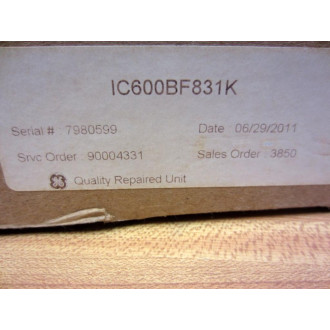 IC600BF831K
Serial # 7980599 Date 06/29/2011
Srvc Order 90004331 Sales Order 3850
Quality Repaired Unit